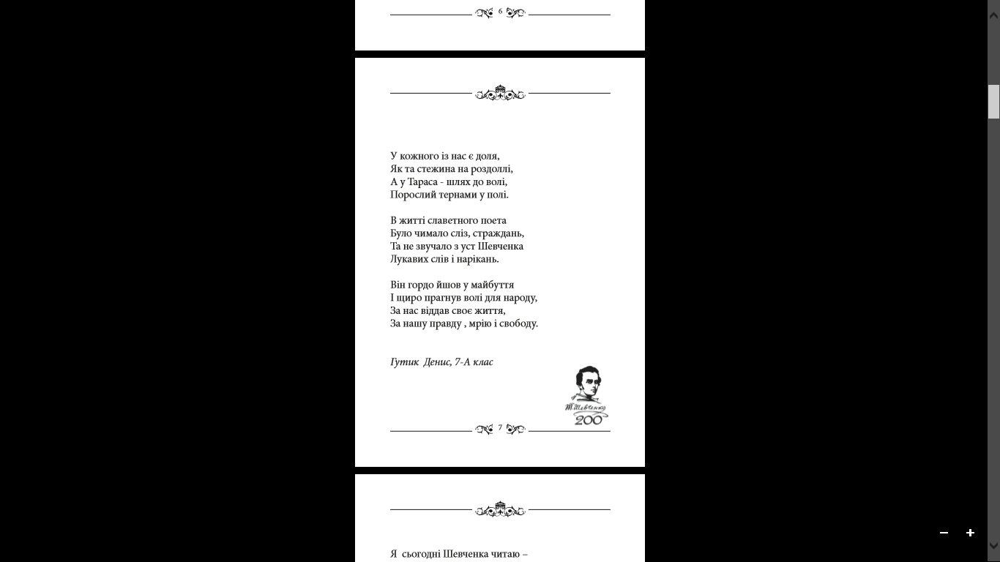 6
У кожного із нас є доля,
Як та стежина на роздоллі,
А у Тараса - шлях до волі,
Порослий тернами у полі.
В житті славетного поета
Було чимало сліз, страждань,
Та не звучало з уст Шевченка
Лукавих слів і нарікань.
Він гордо йшов у майбуття
І щиро прагнув волі для народу,
За нас віддав своє життя,
За нашу правду , мрію і свободу.
Гутик  Денис, 7-А клас
Т. Шевченко
200
7
Я  сьогодні Шевченка читаю –